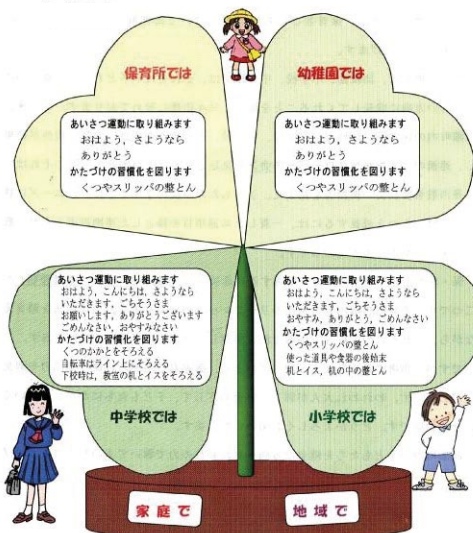 保育所では
あいさつ運動に取り組みます
おはよう，さようなら
ありがとう
かたづけの習慣化を図ります
くつやスリッパの整とん
幼稚園では
あいさつ運動に取り組みます
おはよう，さようなら
ありがとう
かたづけの習慣化を図ります
くつやスリッパの整とん
あいさつ運動に取り組みます
おはよう，こんにちは，さようなら
いただきます，ごちそうさま
お願いします，ありがとうございます
ごめんなさい，おやすみなさい
かたづけの習慣化を図ります
くつのかかとをそろえる
自転車はライン上にそろえる
下校時は，教室の机とイスをそろえる
中学校では
あいさつ運動に取り組みます
おはよう，こんにちは，さようなら
いただきます，ごちそうさま
おやすみ，ありがとう，ごめんなさい
かたづけの習慣化を図ります
くつやスリッパの整とん
使った道具や食器の後始末
机とイス，机の中の整とん
小学校では
家庭で
地域で